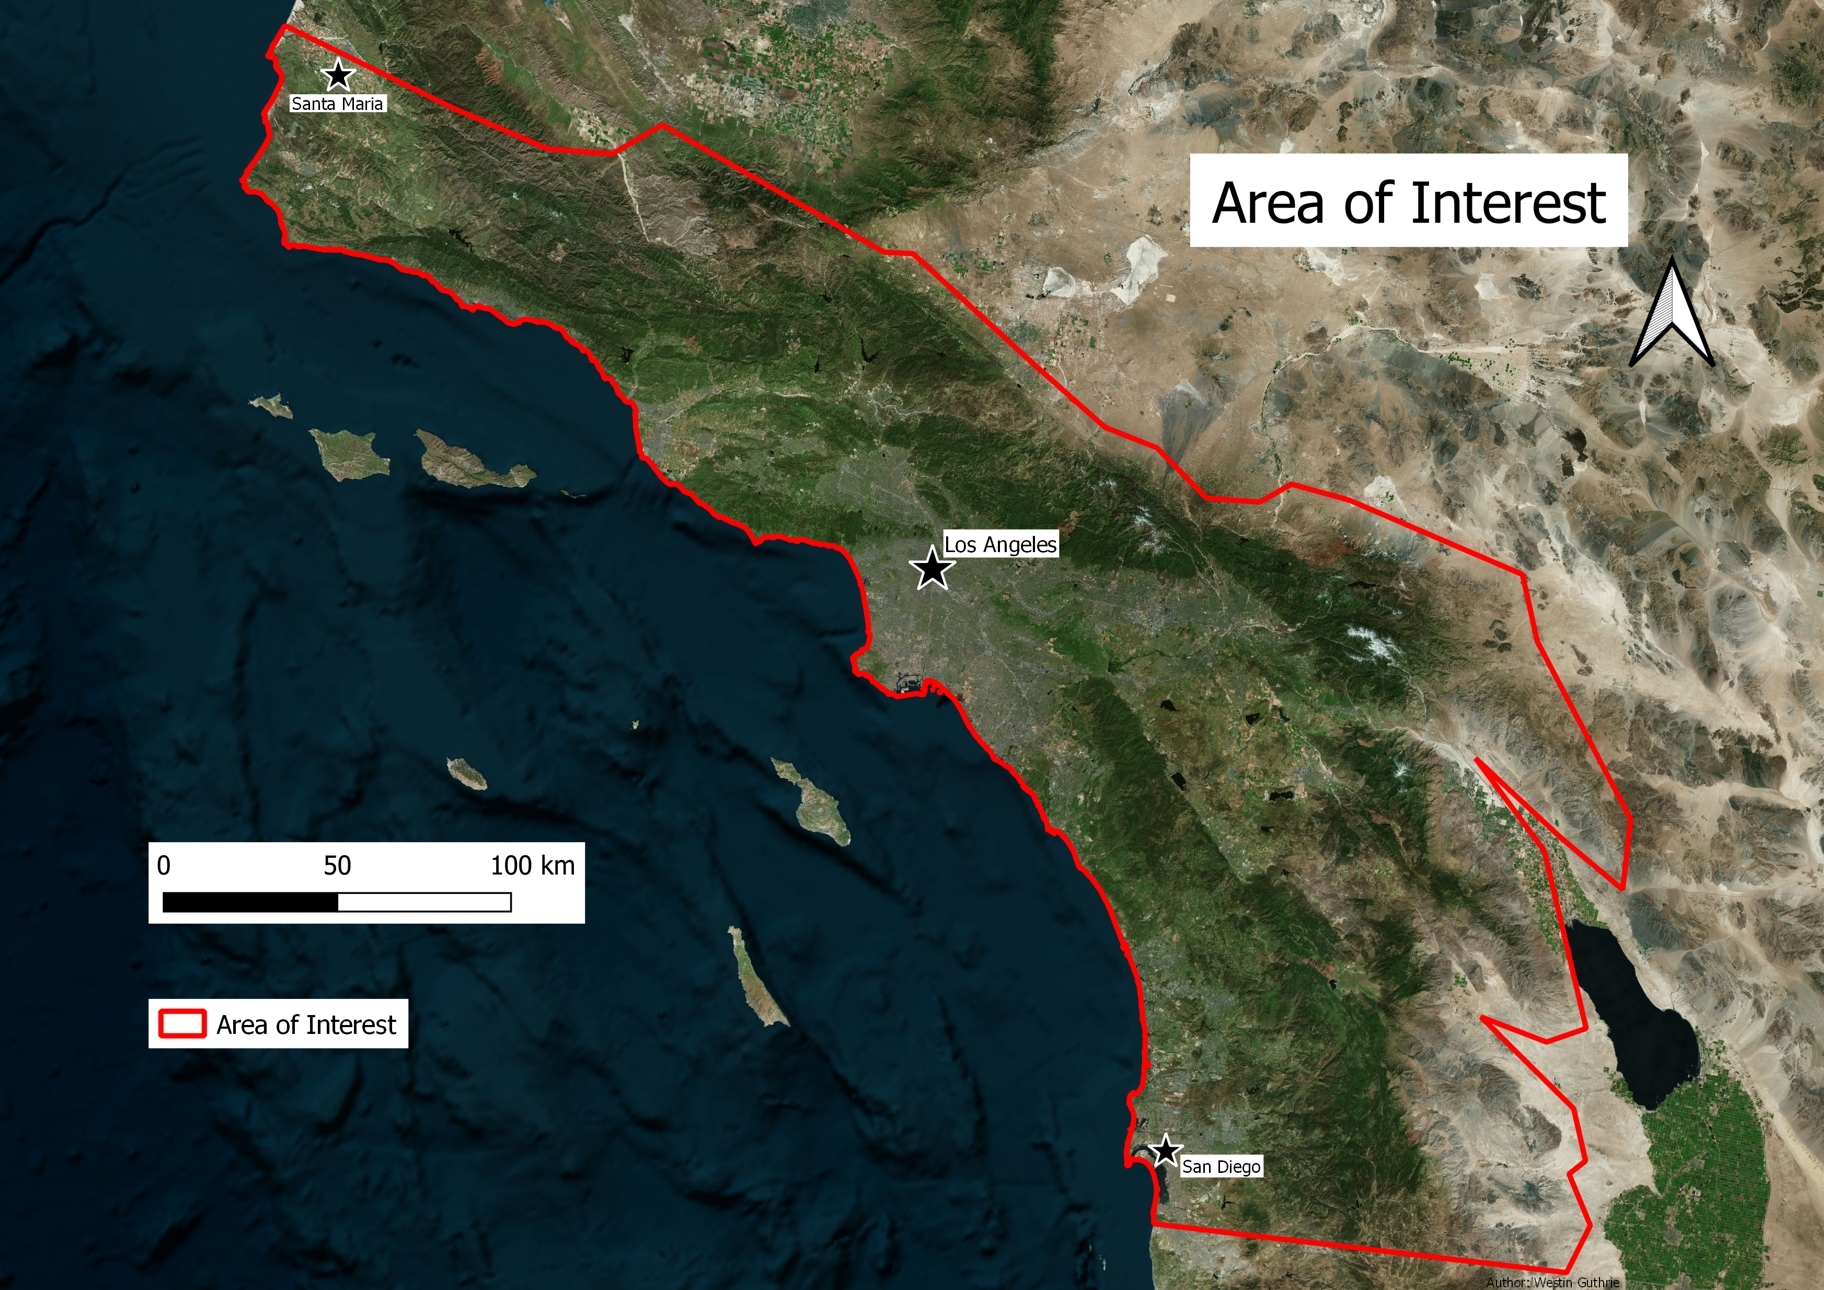 Santa Maria
Area of Interest
Los Angeles
0 50 100 km
Area of Interest
San Diego
Author: Westin Guthrie